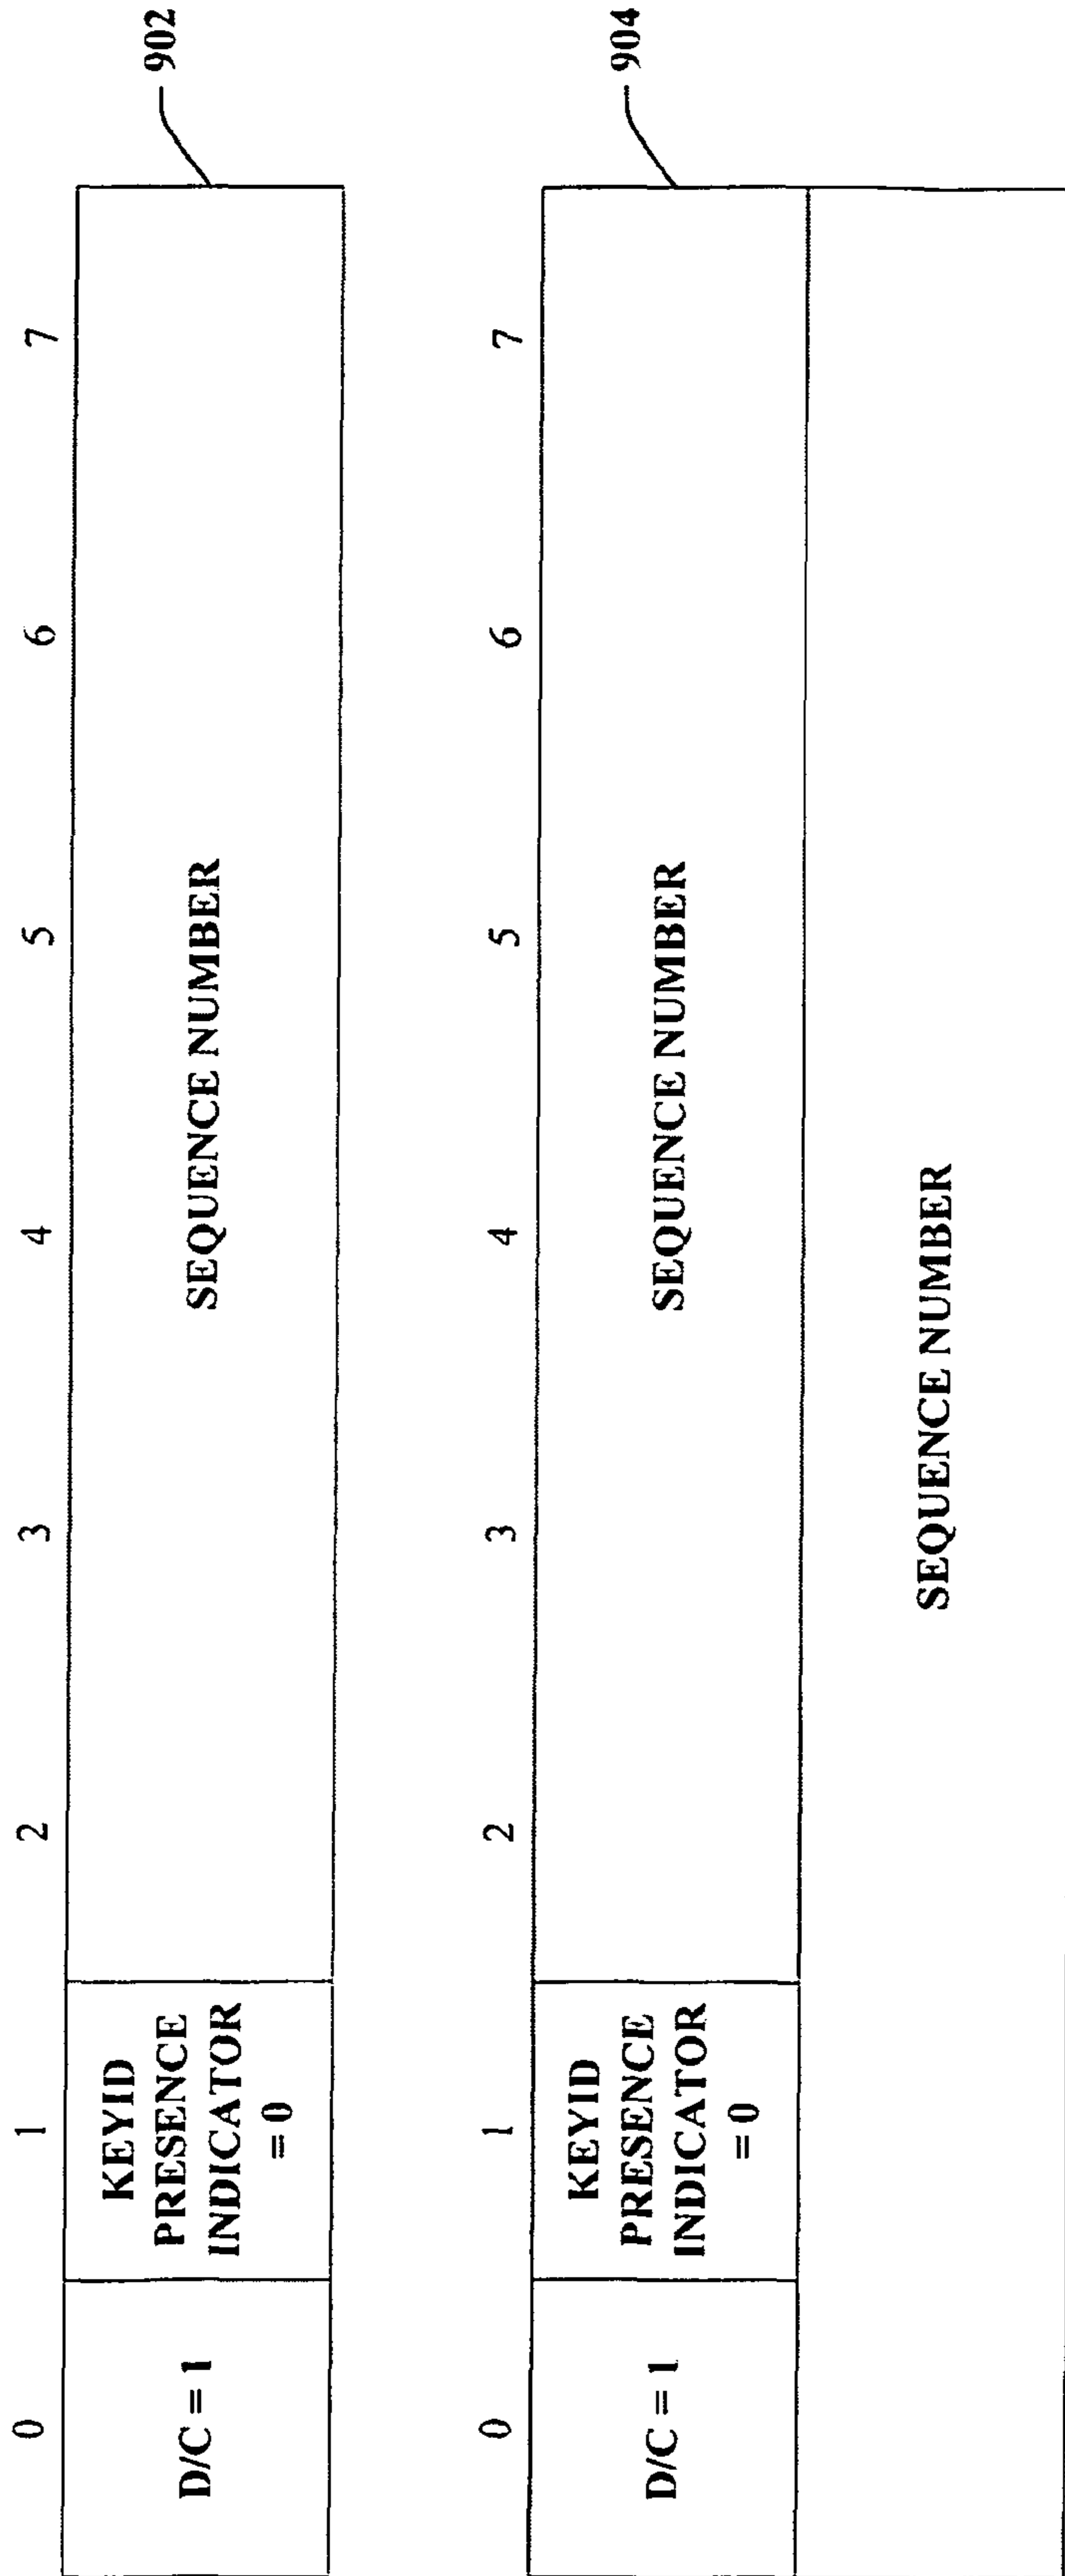 0 1 2 3 4 5 6 7
D/C = 1
KEYID
PRESENCE
INDICATOR
= 0
SEQUENCE NUMBER
902
0 1 2 3 4 5 6 7
D/C = 1
KEYID
PRESENCE
INDICATOR
= 0
SEQUENCE NUMBER
904
SEQUENCE NUMBER